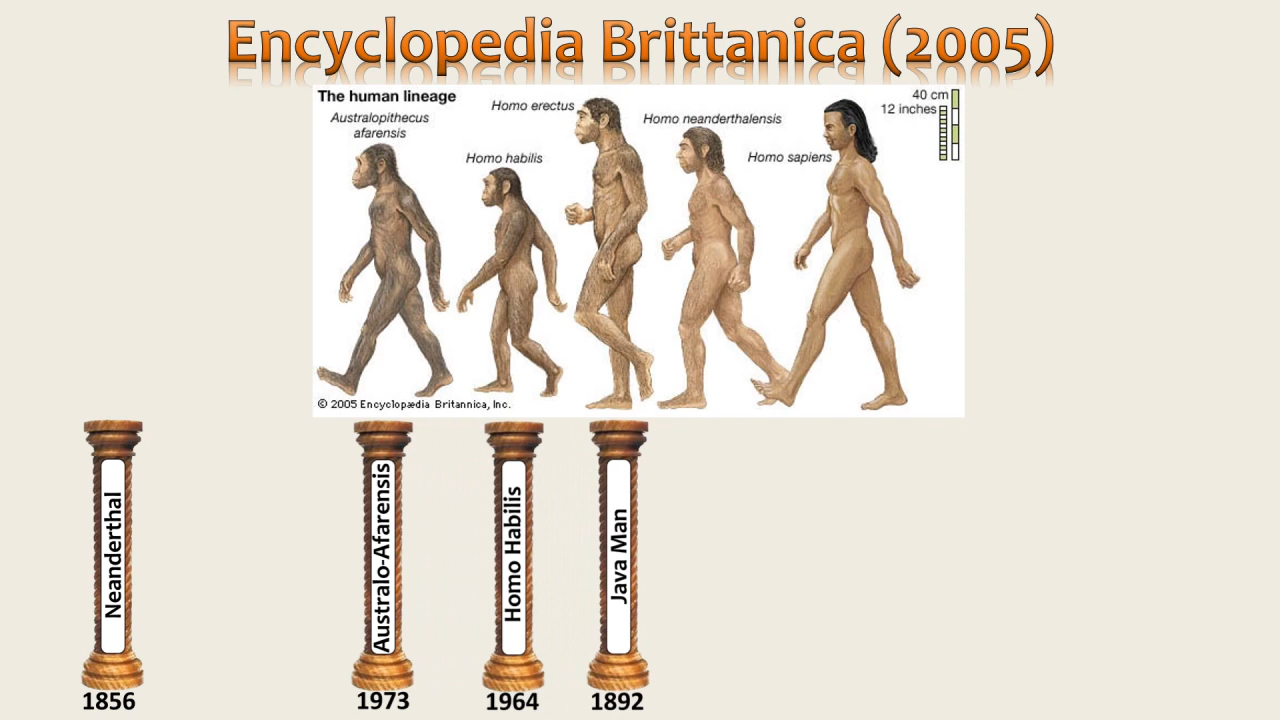 Encyclopedia Brittanica (2005)
The human lineage
Australopithecus
afarensis
Homo habilis
Homo erectus
Homo neanderthalensis
Homo sapiens
40 cm
12 inches
© 2005 Encyclopædia Britannica, Inc.
Neanderthal
Australo-Afarensis
Homo Habilis
Java Man
1856
1973
1964
1892